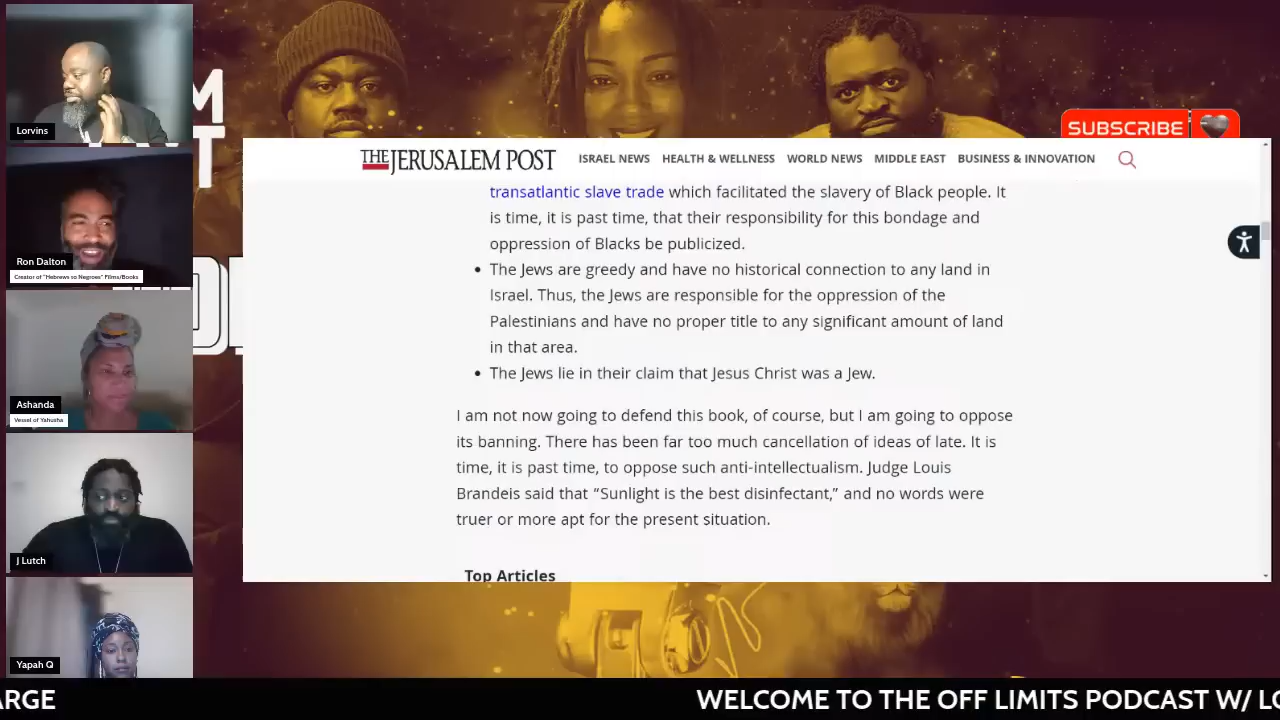 Lorvins
Ron Dalton
Creator of "Hebrews to Negroes" Films/Books
Ashanda
Vessel of Yahusha
J Lutch
Yapah Q
SUBSCRIBE
THE JERUSALEM POST
ISRAEL NEWS
HEALTH & WELLNESS
WORLD NEWS
MIDDLE EAST
BUSINESS & INNOVATION
transatlantic slave trade which facilitated the slavery of Black people. It
is time, it is past time, that their responsibility for this bondage and
oppression of Blacks be publicized.
• The Jews are greedy and have no historical connection to any land in
Israel. Thus, the Jews are responsible for the oppression of the
Palestinians and have no proper title to any significant amount of land
in that area.
• The Jews lie in their claim that Jesus Christ was a Jew.
I am not now going to defend this book, of course, but I am going to oppose
its banning. There has been far too much cancellation of ideas of late. It is
time, it is past time, to oppose such anti-intellectualism. Judge Louis
Brandeis said that “Sunlight is the best disinfectant,” and no words were
truer or more apt for the present situation.
Top Articles
ARGE
WELCOME TO THE OFF LIMITS PODCAST W/ LO